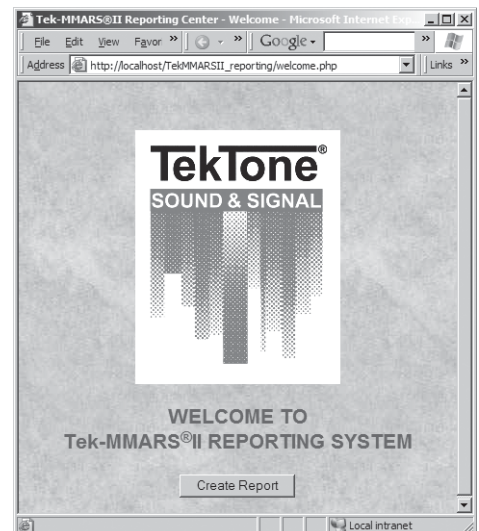 Tek-MMARS®II Reporting Center - Welcome - Microsoft Internet Exp...
File Edit View Favor » » Google »
Address http://localhost/TekMMARSII_reporting/welcome.php Links »
TekTone®
SOUND & SIGNAL
WELCOME TO
Tek-MMARS®II REPORTING SYSTEM
Create Report
Local intranet